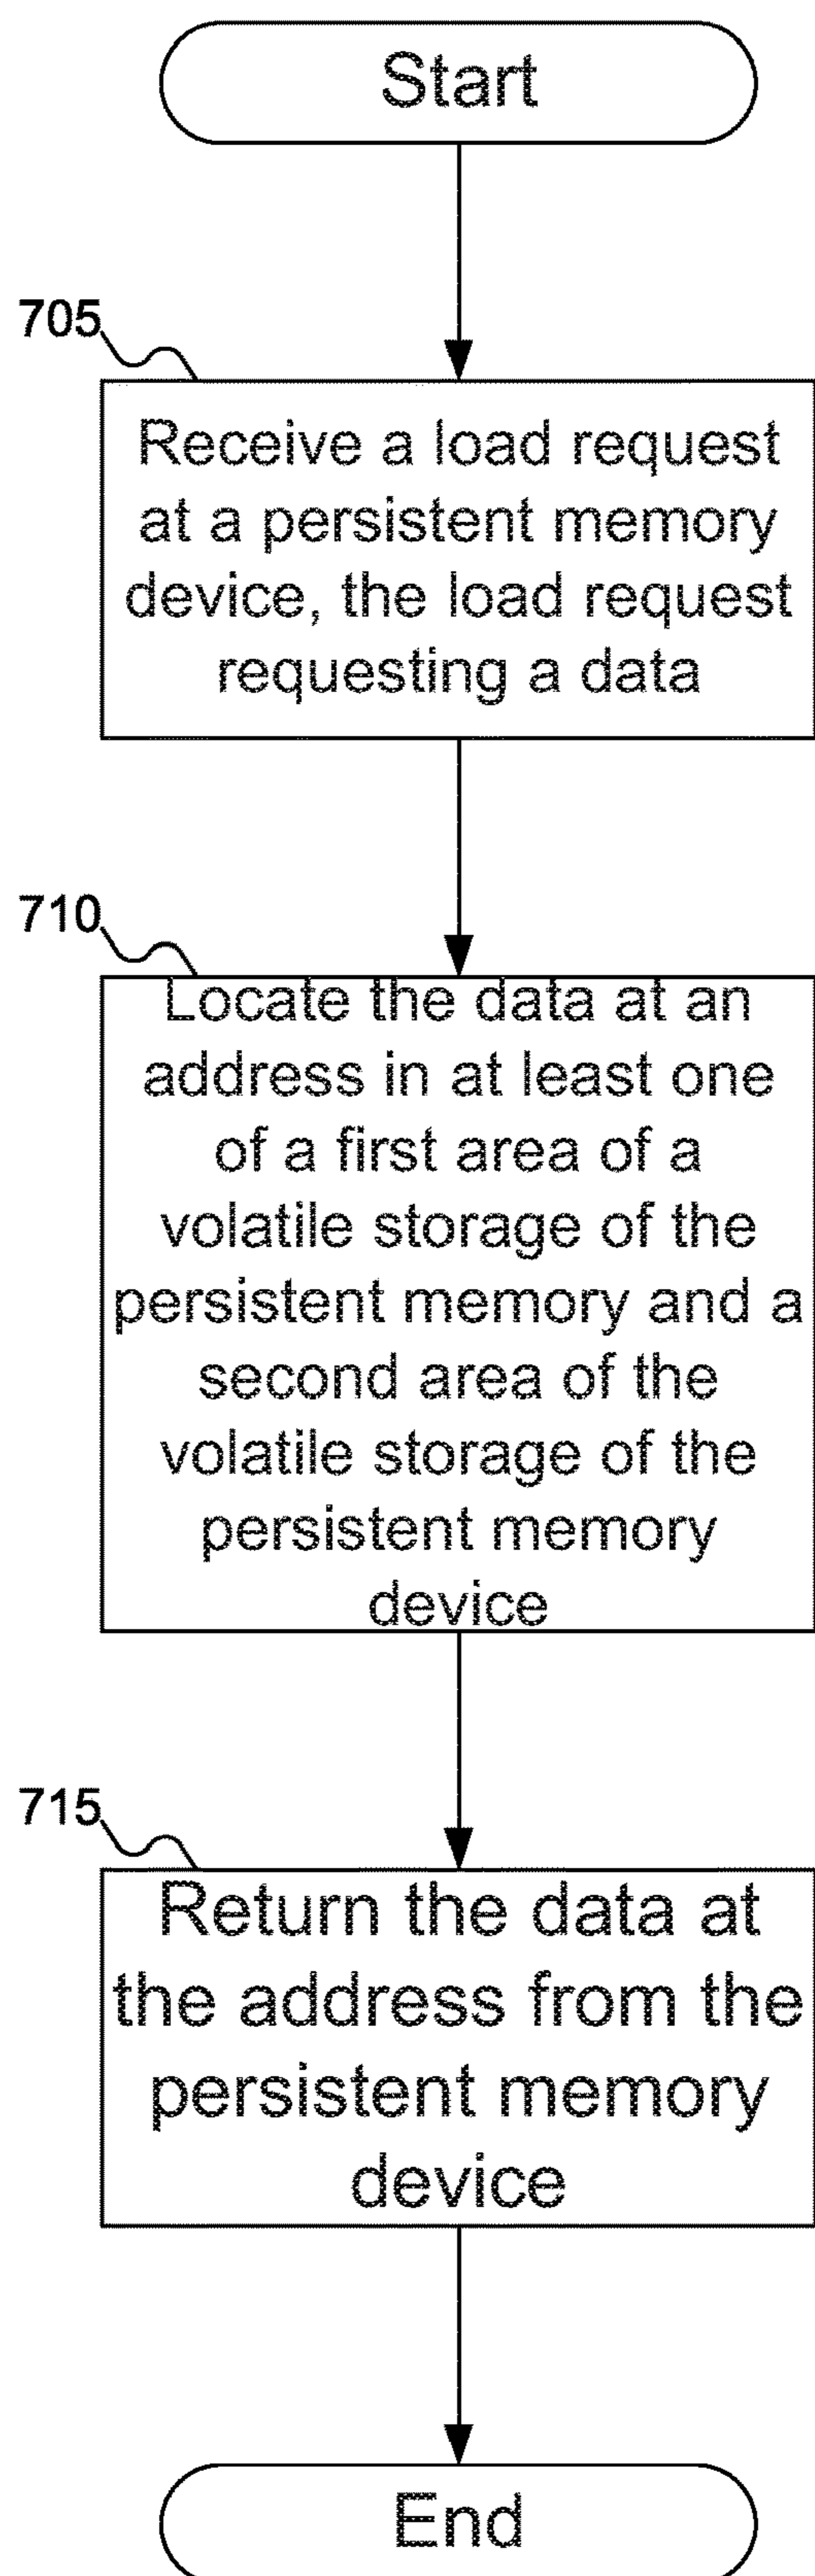 Start
705
Receive a load request
at a persistent memory
device, the load request
requesting a data
710
Locate the data at an
address in at least one
of a first area of a
volatile storage of the
persistent memory and a
second area of the
volatile storage of the
persistent memory
device
715
Return the data at
the address from the
persistent memory
device
End